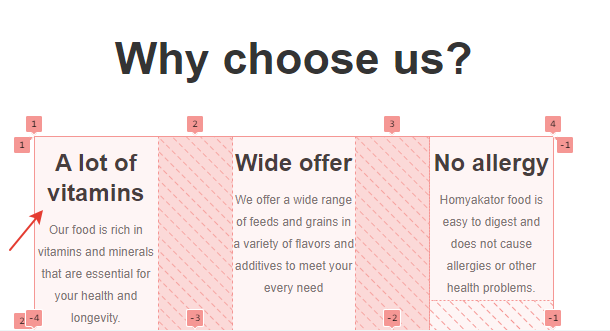 Why choose us?
1
2
3
4
1
-1
A lot of
vitamins
Our food is rich in
vitamins and minerals
that are essential for
your health and
longevity.
Wide offer
We offer a wide range
of feeds and grains in
a variety of flavors and
additives to meet your
every need
No allergy
Homyakator food is
easy to digest and
does not cause
allergies or other
health problems.
2
-4
-3
-2
-1